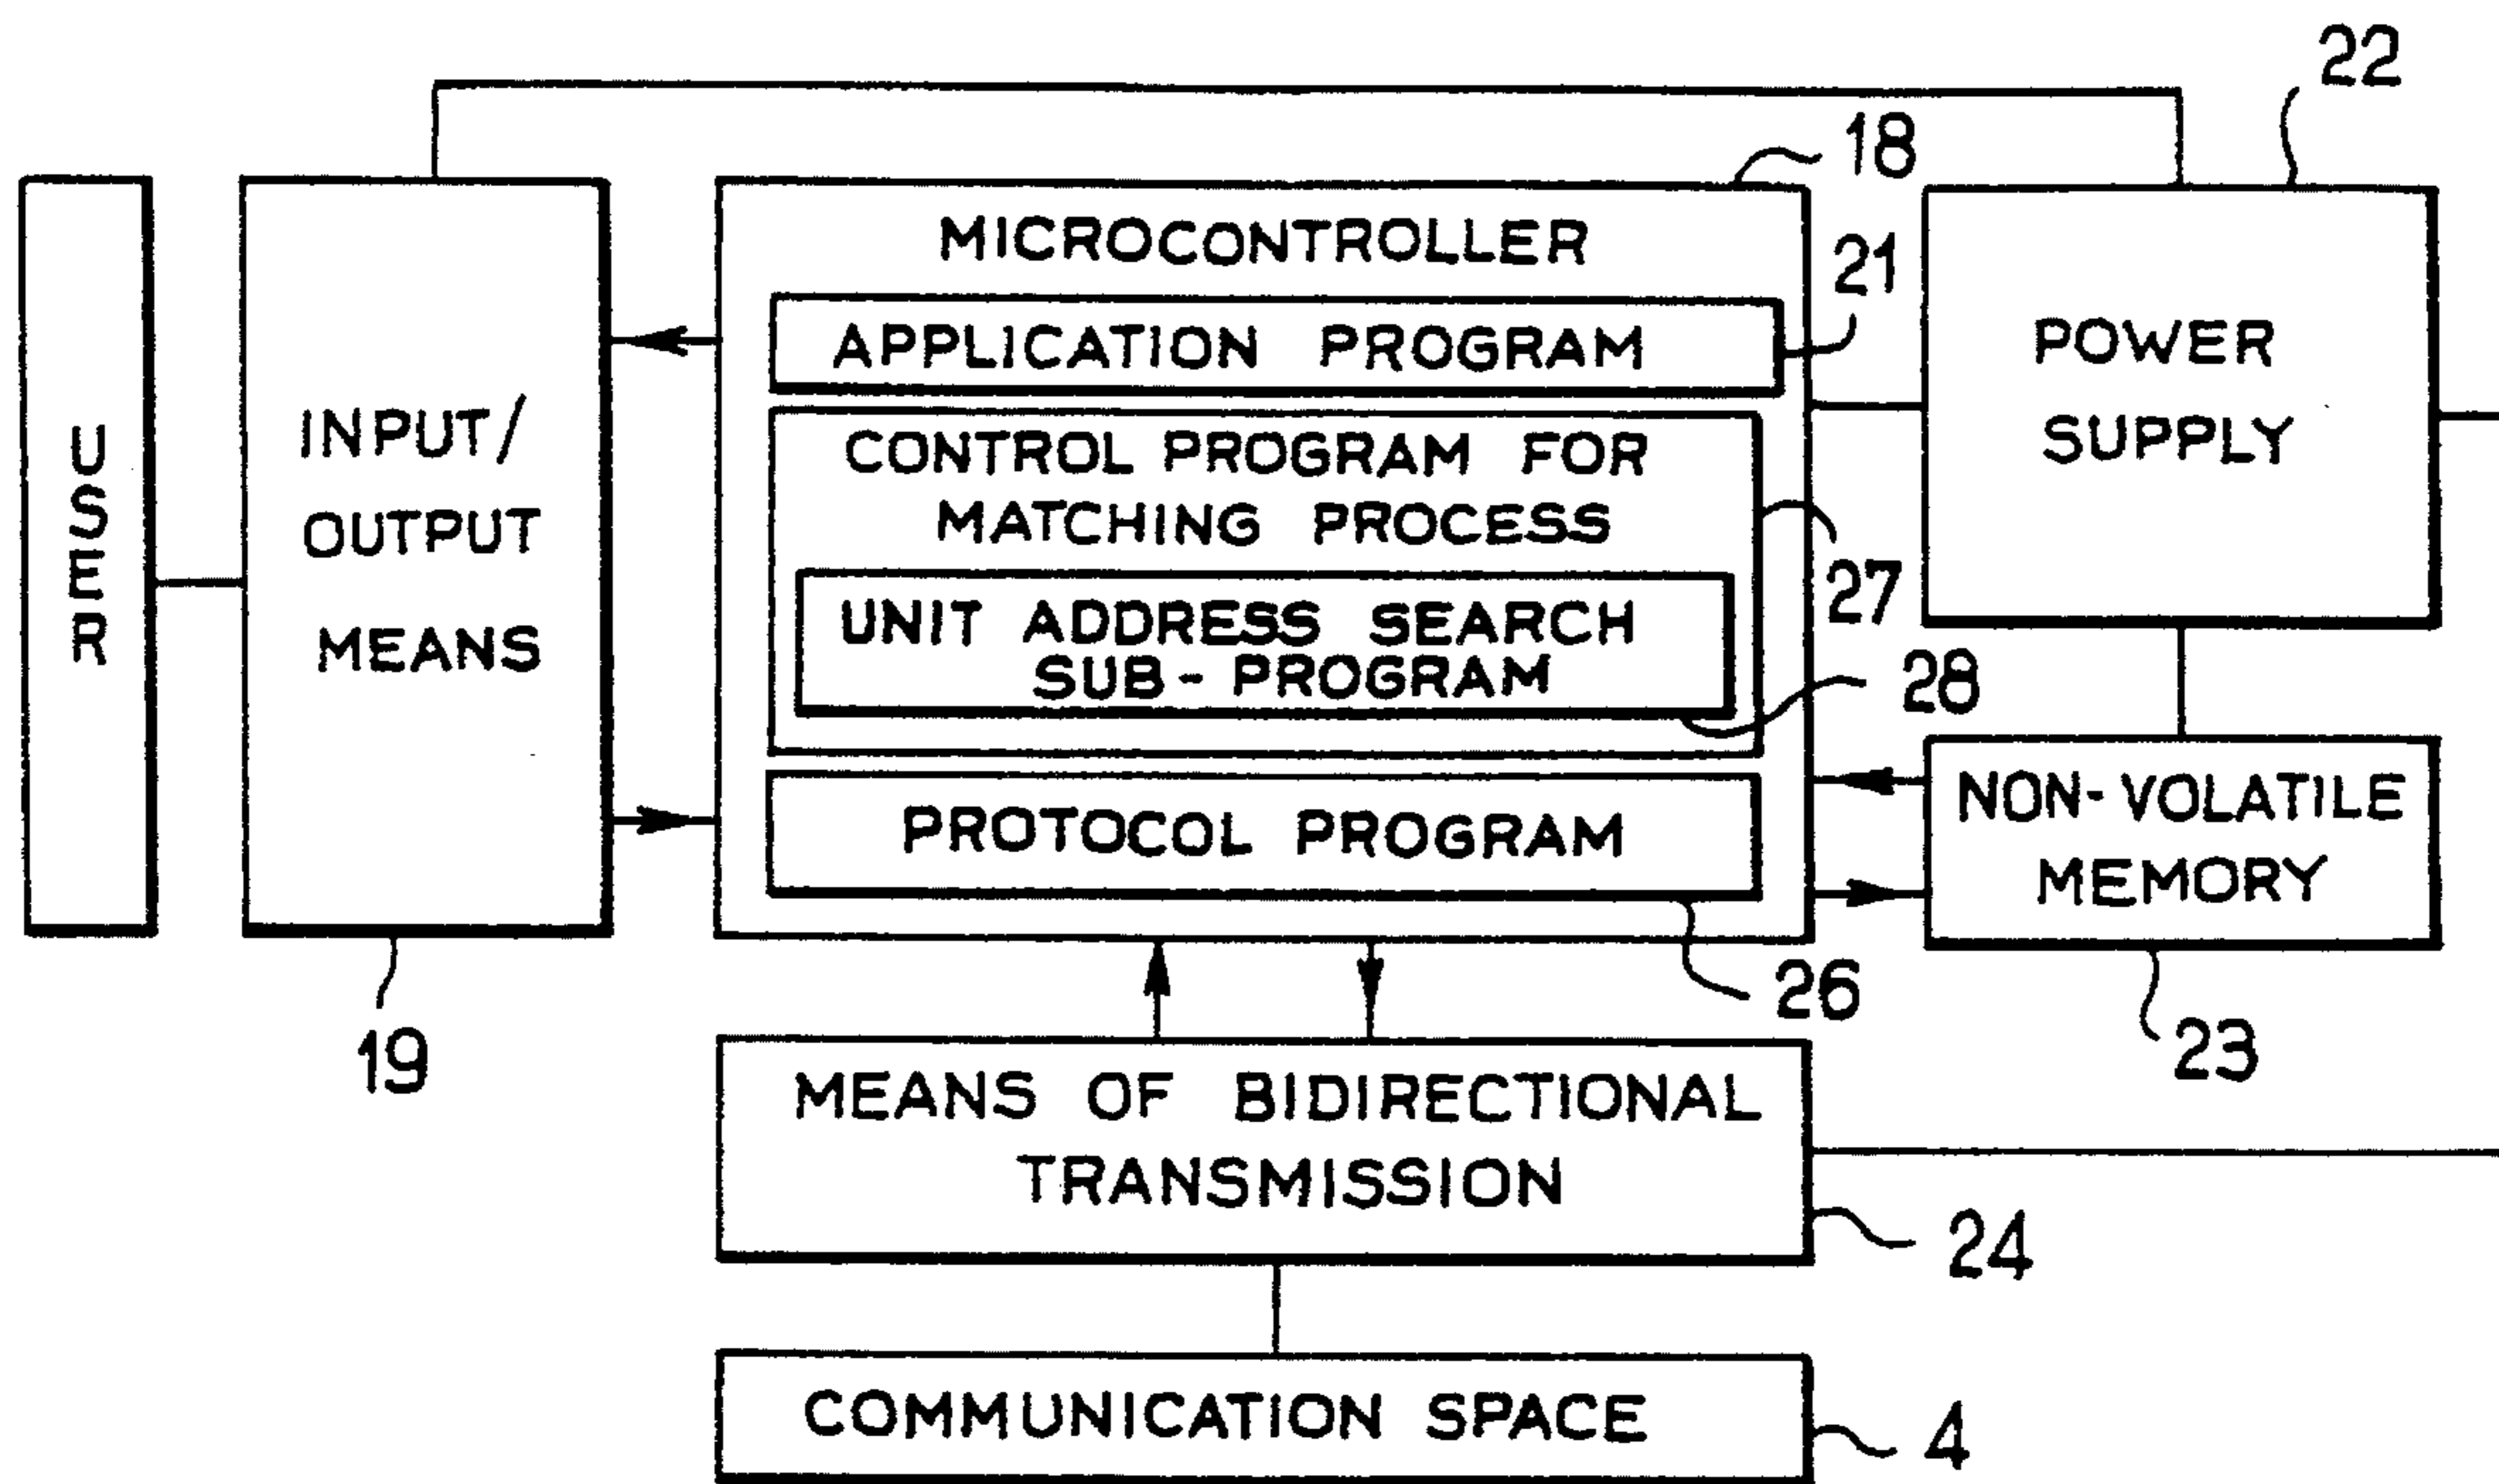 22
18
MICROCONTROLLER
21
APPLICATION PROGRAM
POWER
SUPPLY
USER
INPUT/
OUTPUT
MEANS
CONTROL PROGRAM FOR
MATCHING PROCESS
27
UNIT ADDRESS SEARCH
SUB-PROGRAM
28
NON-VOLATILE
MEMORY
PROTOCOL PROGRAM
26
19
23
MEANS OF BIDIRECTIONAL
TRANSMISSION
24
COMMUNICATION SPACE
4